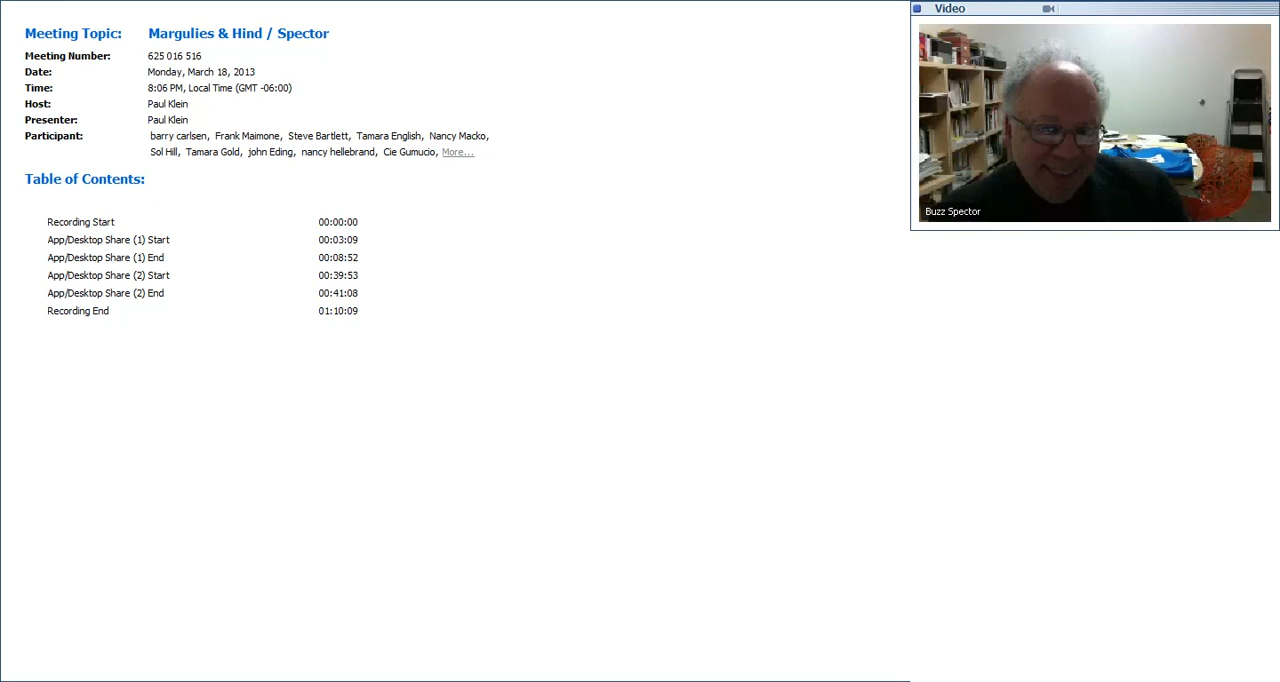 Video
Meeting Topic: Margulies & Hind / Spector
Meeting Number: 625 016 516
Date: Monday, March 18, 2013
Time: 8:06 PM, Local Time (GMT -06:00)
Host: Paul Klein
Presenter: Paul Klein
Participant: barry carlsen, Frank Maimone, Steve Bartlett, Tamara English, Nancy Macko,
Sol Hill, Tamara Gold, john Eding, nancy hellebrand, Cie Gumucio, More...
Table of Contents:
Recording Start 00:00:00
App/Desktop Share (1) Start 00:03:09
App/Desktop Share (1) End 00:08:52
App/Desktop Share (2) Start 00:39:53
App/Desktop Share (2) End 00:41:08
Recording End 01:10:09
Buzz Spector